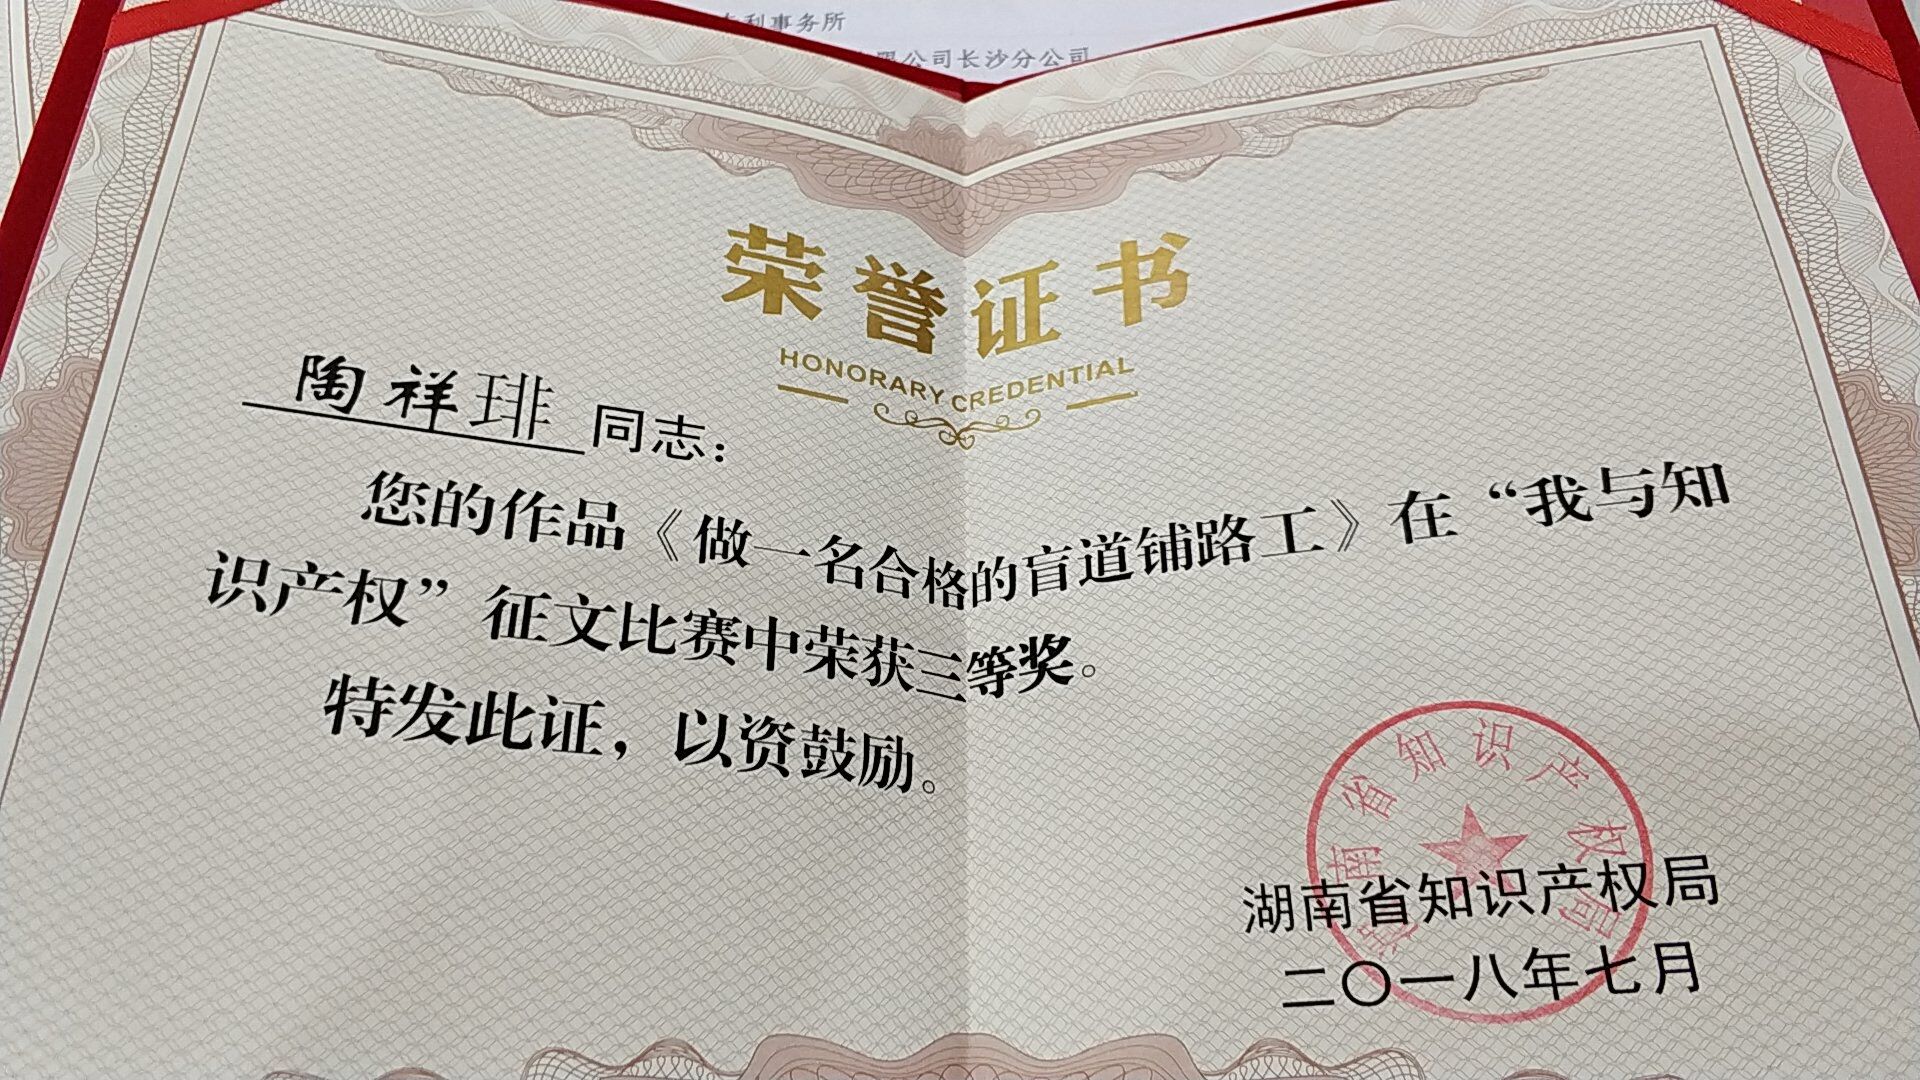 利事务所
公司长沙分公司
荣誉证书
HONORARY CREDENTIAL
陶祥琲 同志：
您的作品《做一名合格的盲道铺路工》在“我与知
识产权”征文比赛中荣获三等奖。
特发此证，以资鼓励。
湖南省知识产权局
湖南省知识产权局
二〇一八年七月